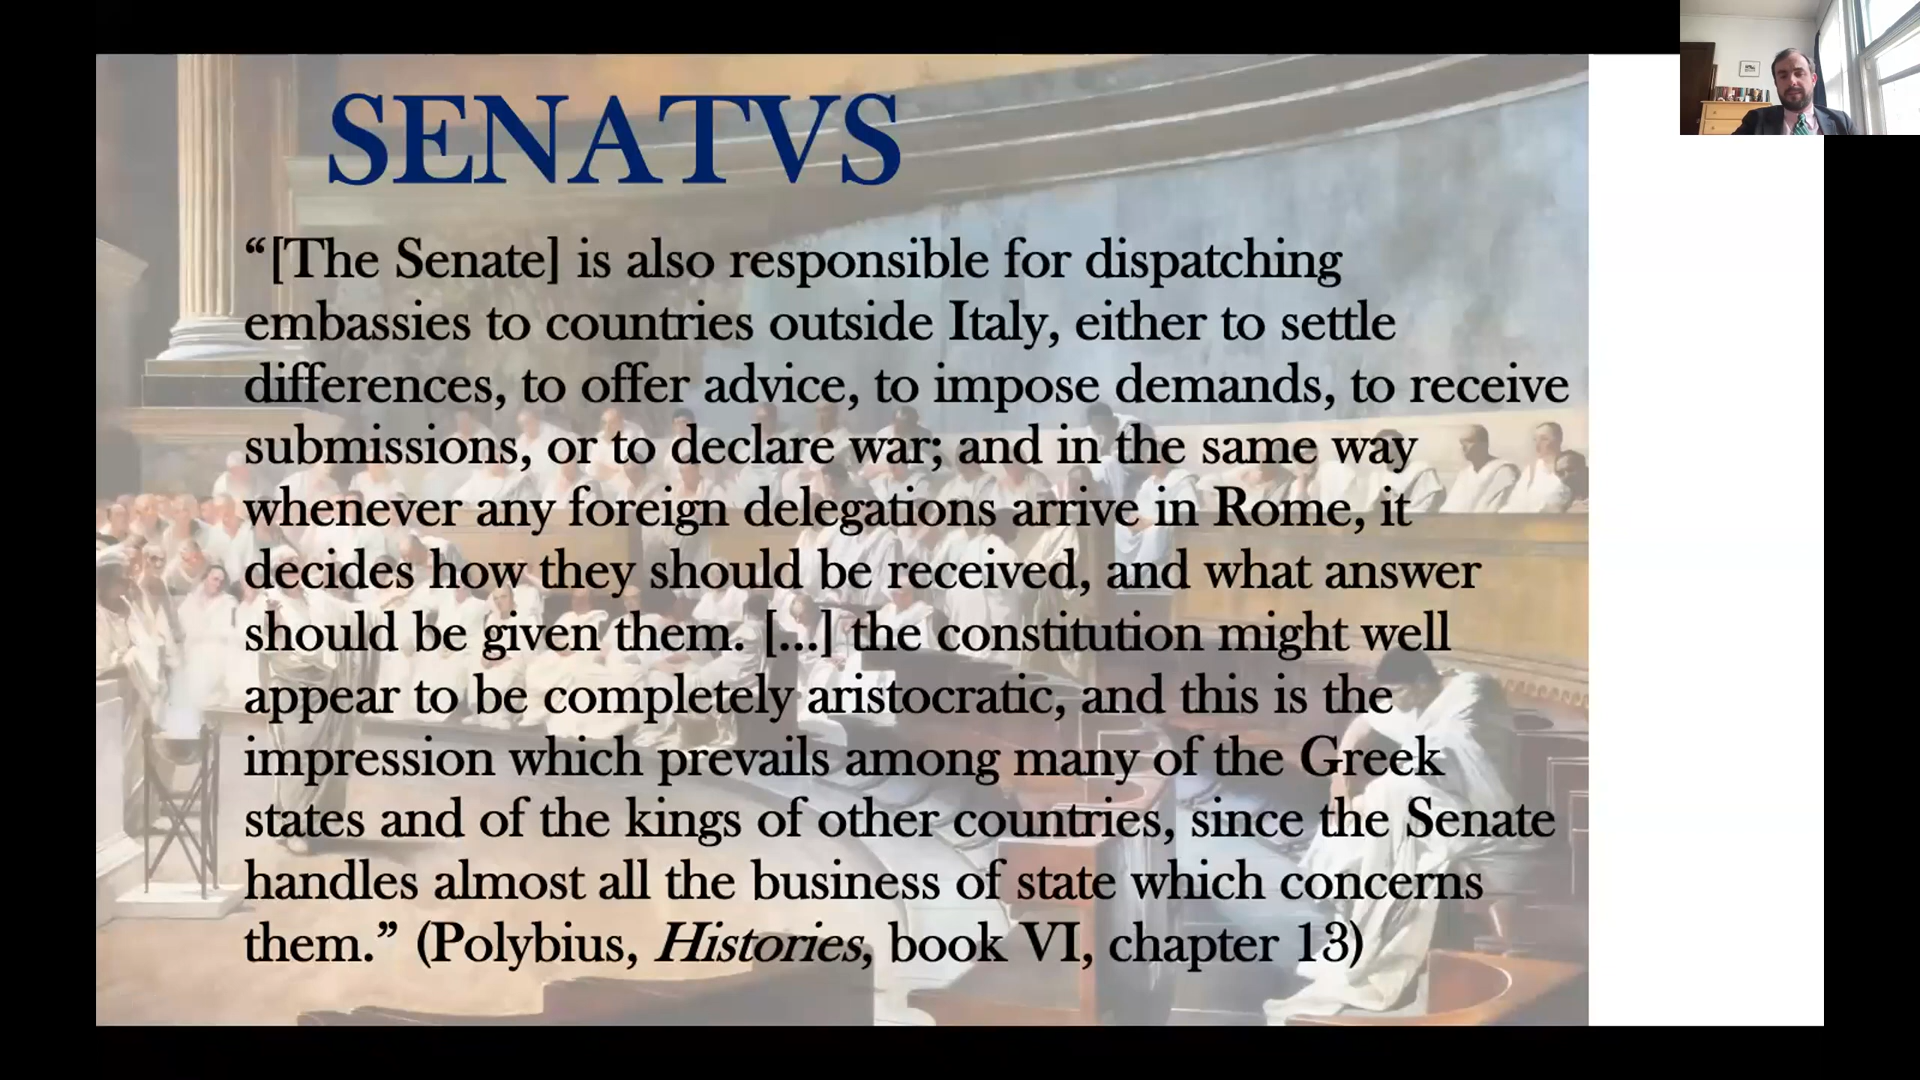 SENATVS
“[The Senate] is also responsible for dispatching
embassies to countries outside Italy, either to settle
differences, to offer advice, to impose demands, to receive
submissions, or to declare war; and in the same way
whenever any foreign delegations arrive in Rome, it
decides how they should be received, and what answer
should be given them. [...] the constitution might well
appear to be completely aristocratic, and this is the
impression which prevails among many of the Greek
states and of the kings of other countries, since the Senate
handles almost all the business of state which concerns
them.” (Polybius, Histories, book VI, chapter 13)